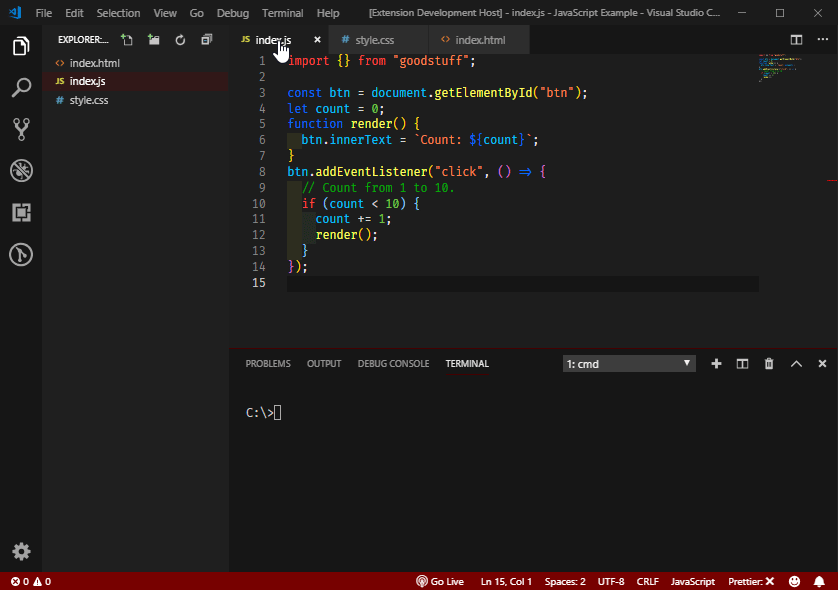 File Edit Selection View Go Debug Terminal Help [Extension Development Host] - index.js - JavaScript Example - Visual Studio C...
EXPLORER:...
index.html
JS index.js
# style.css
JS index.js
# style.css
index.html
1 import {} from "goodstuff";
2
3 const btn = document.getElementById("btn");
4 let count = 0;
5 function render() {
6 btn.innerText = `Count: ${count}`;
7 }
8 btn.addEventListener("click", () => {
9 // Count from 1 to 10.
10 if (count < 10) {
11 count += 1;
12 render();
13 }
14 });
15
PROBLEMS OUTPUT DEBUG CONSOLE TERMINAL 1: cmd
C:\>
0 0 Go Live Ln 15, Col 1 Spaces: 2 UTF-8 CRLF JavaScript Prettier: ✕